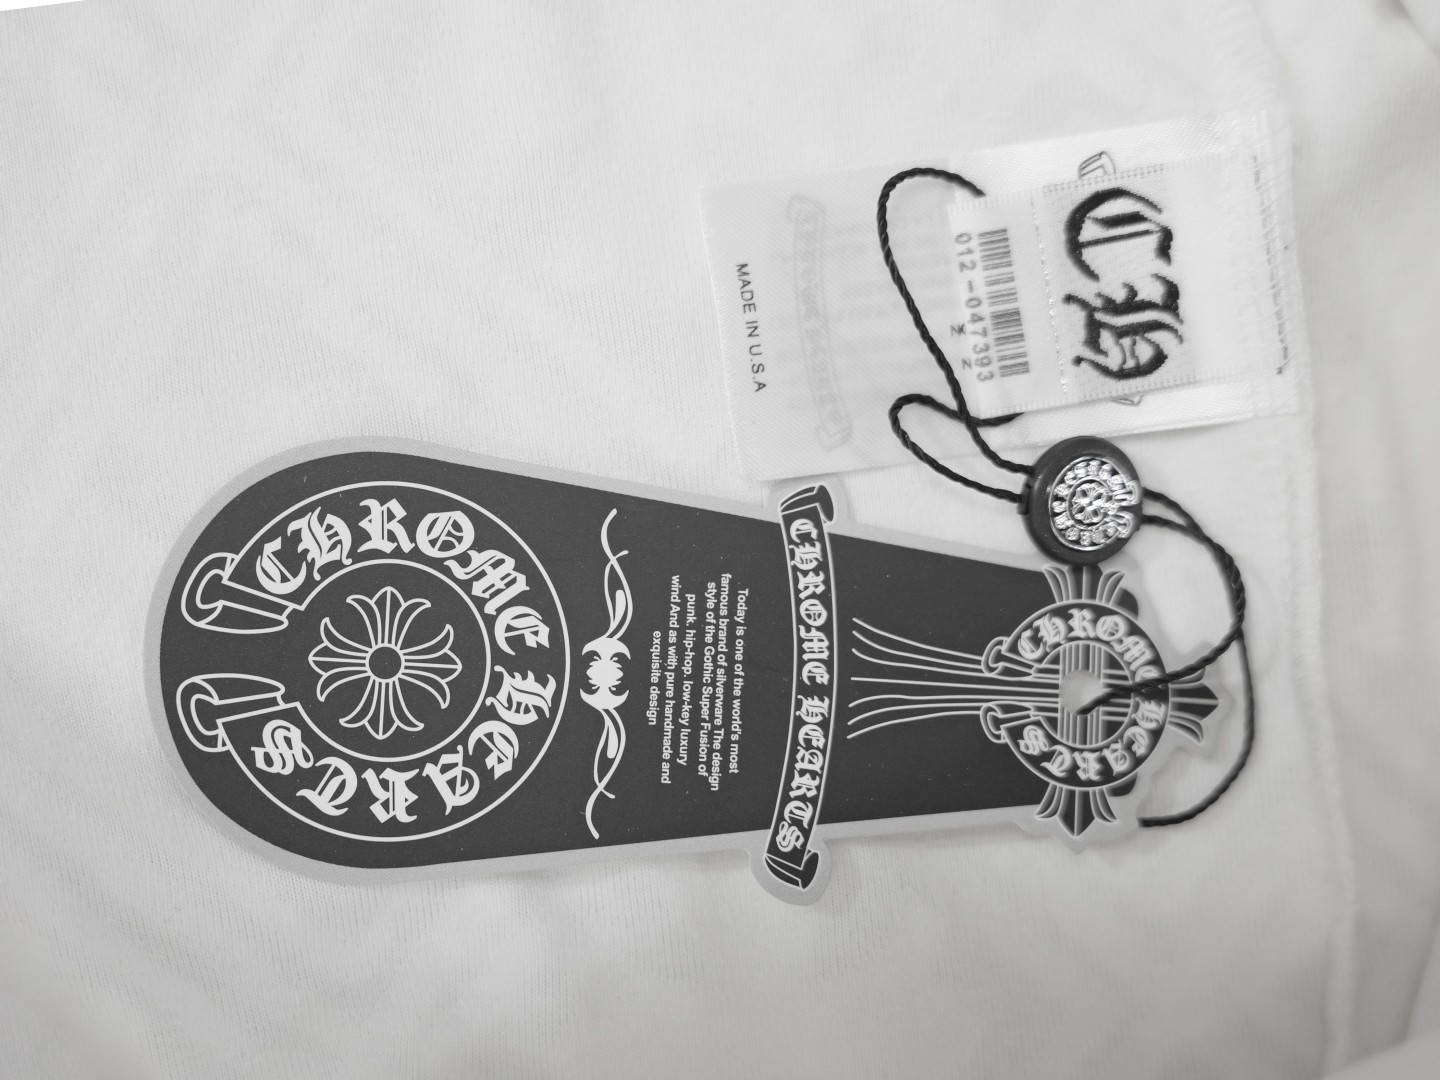 CHROME HEARTS
Today is one of the world's most
famous brand of silverware The design
style of the Gothic Super Fusion of
punk. hip-hop. low-key luxury
wind And as with pure handmade and
exquisite design
CHROME HEARTS
CHROME HEARTS
MADE IN U.S.A
012-047393
CH